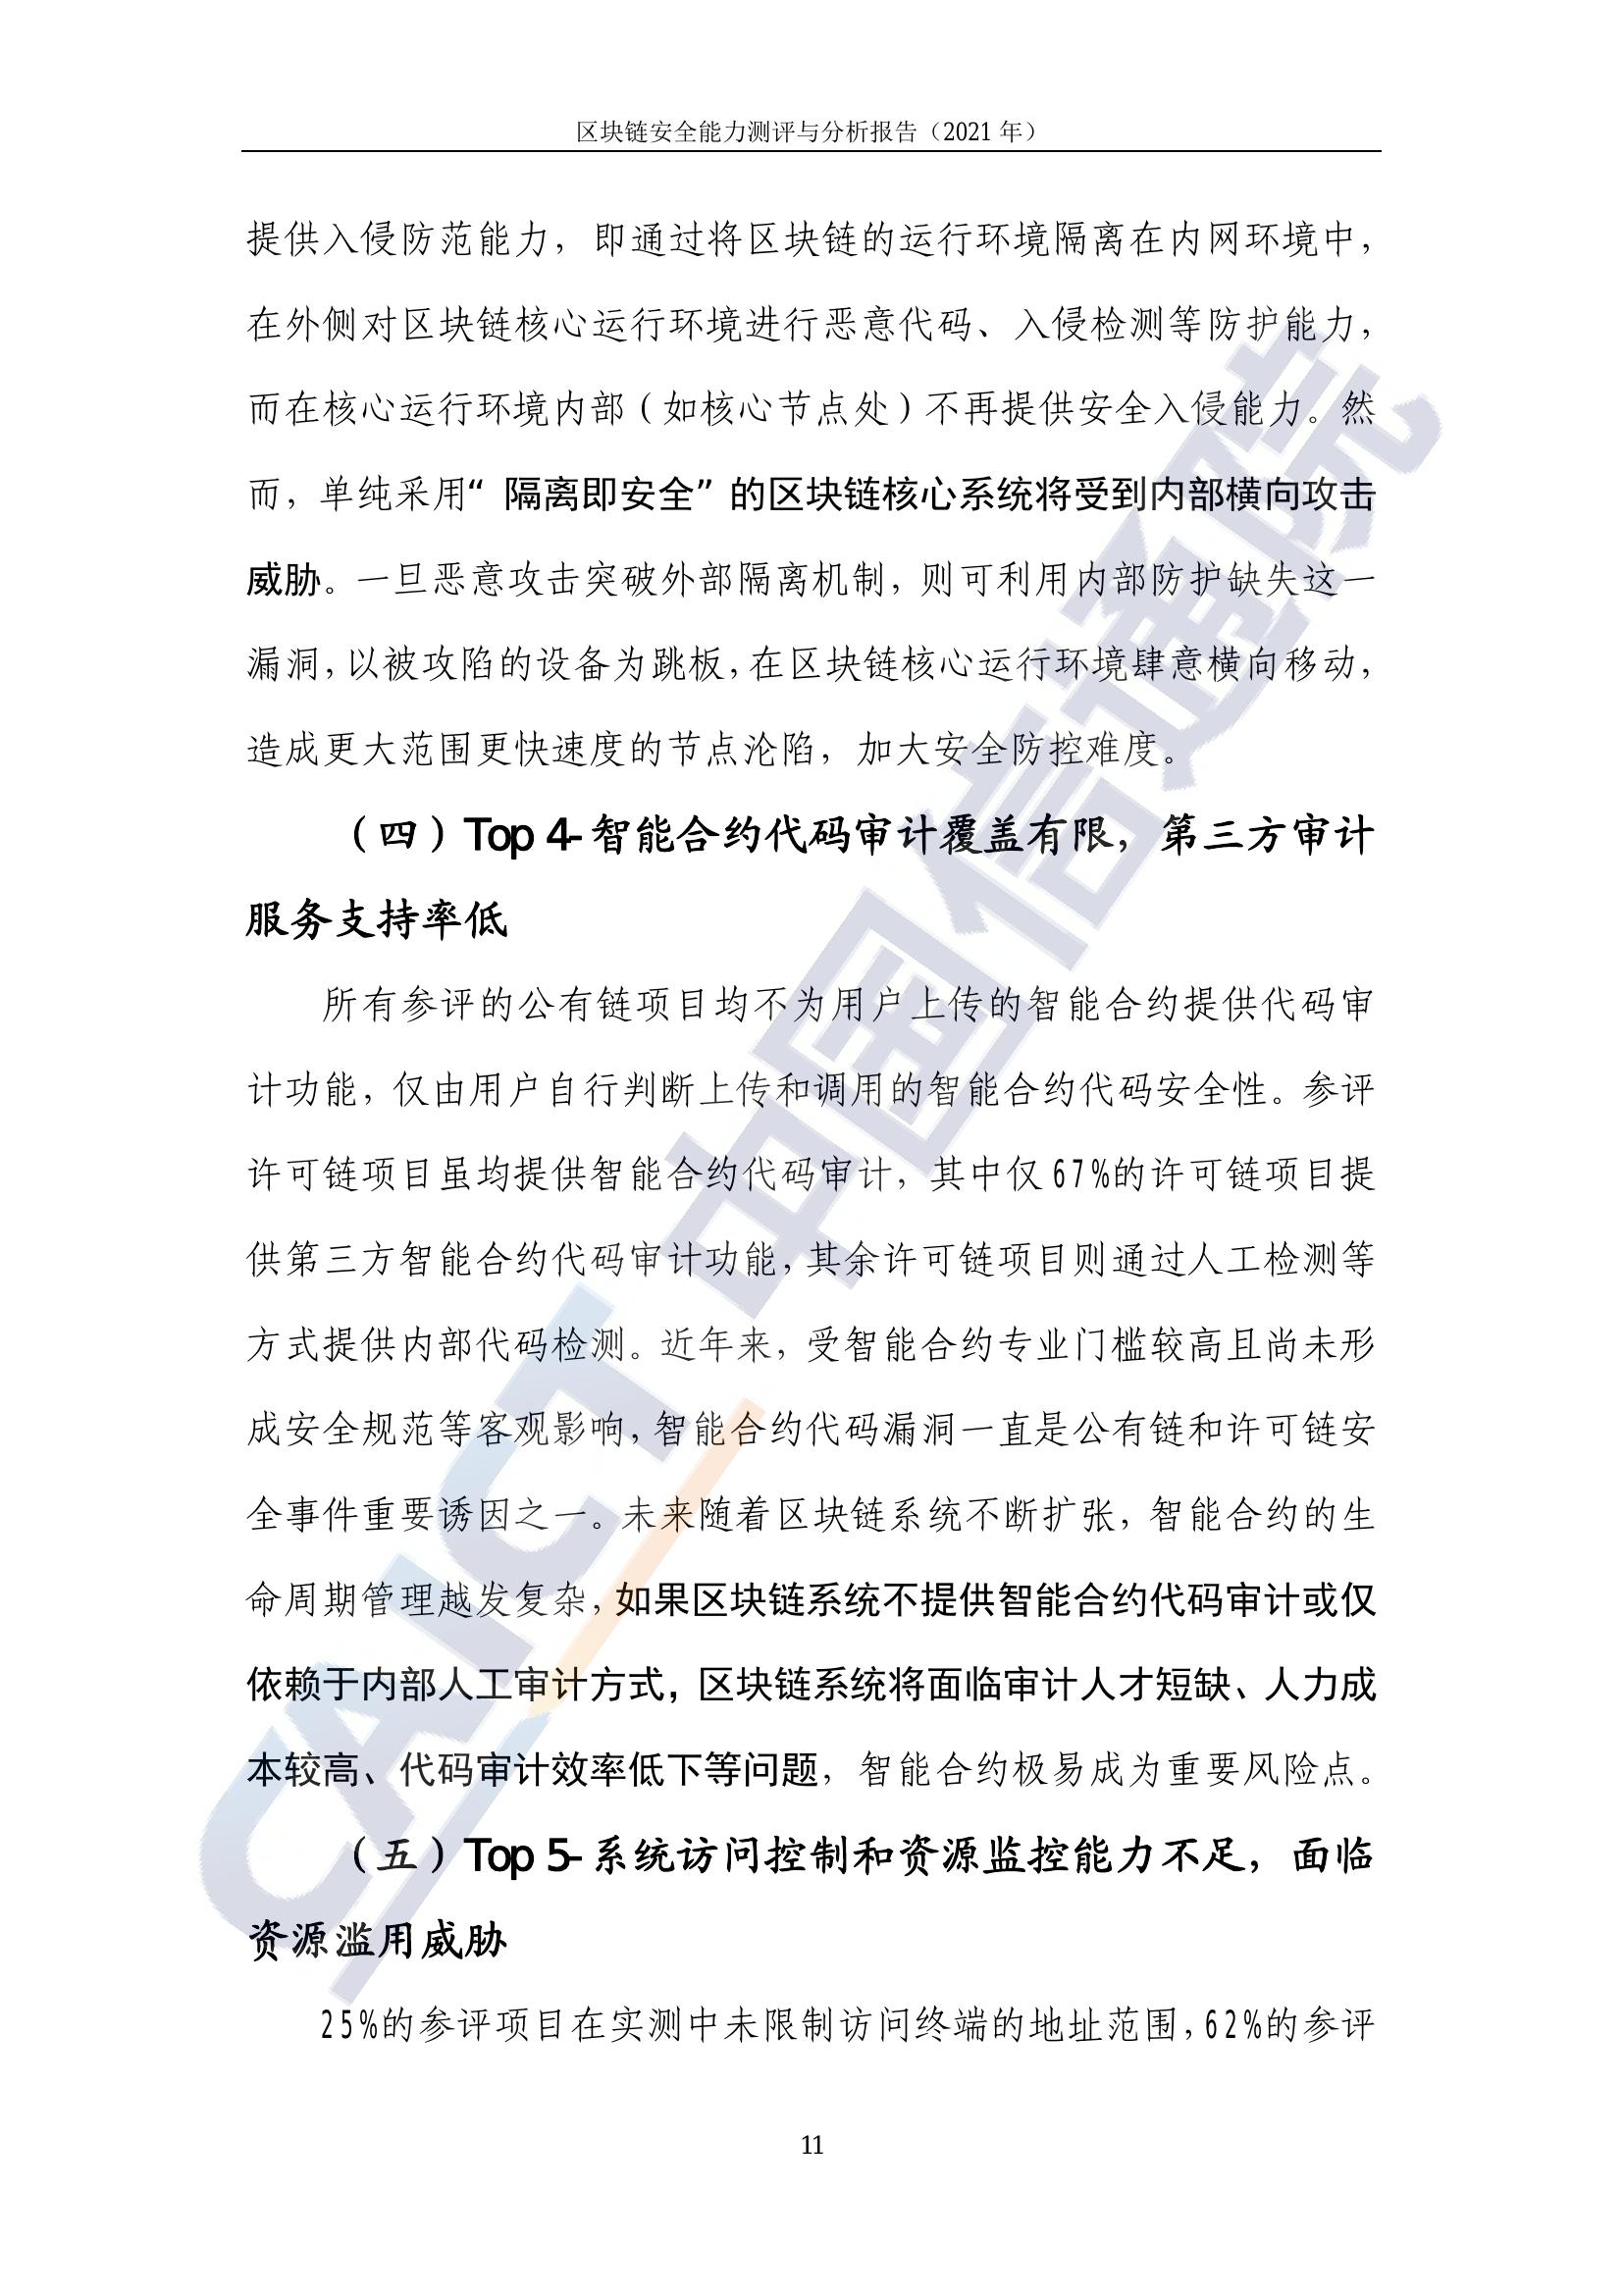 区块链安全能力测评与分析报告（2021 年）
提供入侵防范能力，即通过将区块链的运行环境隔离在内网环境中，
在外侧对区块链核心运行环境进行恶意代码、入侵检测等防护能力，
而在核心运行环境内部（如核心节点处）不再提供安全入侵能力。然
而，单纯采用“隔离即安全”的区块链核心系统将受到内部横向攻击
威胁。一旦恶意攻击突破外部隔离机制，则可利用内部防护缺失这一
漏洞，以被攻陷的设备为跳板，在区块链核心运行环境肆意横向移动，
造成更大范围更快速度的节点沦陷，加大安全防控难度。
（四）Top 4-智能合约代码审计覆盖有限，第三方审计
服务支持率低
所有参评的公有链项目均不为用户上传的智能合约提供代码审
计功能，仅由用户自行判断上传和调用的智能合约代码安全性。参评
许可链项目虽均提供智能合约代码审计，其中仅 67%的许可链项目提
供第三方智能合约代码审计功能，其余许可链项目则通过人工检测等
方式提供内部代码检测。近年来，受智能合约专业门槛较高且尚未形
成安全规范等客观影响，智能合约代码漏洞一直是公有链和许可链安
全事件重要诱因之一。未来随着区块链系统不断扩张，智能合约的生
命周期管理越发复杂，如果区块链系统不提供智能合约代码审计或仅
依赖于内部人工审计方式，区块链系统将面临审计人才短缺、人力成
本较高、代码审计效率低下等问题，智能合约极易成为重要风险点。
（五）Top 5-系统访问控制和资源监控能力不足，面临
资源滥用威胁
25%的参评项目在实测中未限制访问终端的地址范围，62%的参评
11
CAICT 中国信通院